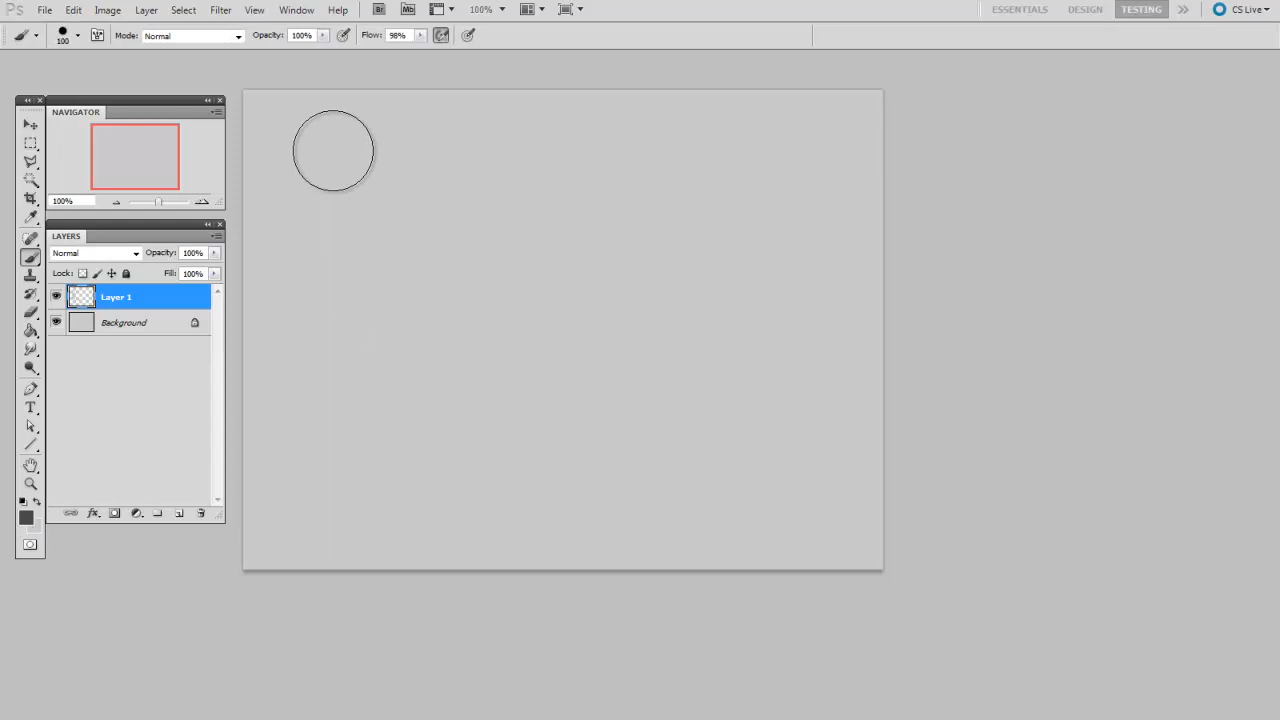 Ps File Edit Image Layer Select Filter View Window Help Br Mb 100% ESSENTIALS DESIGN TESTING CS Live
100 Mode: Normal Opacity: 100% Flow: 98%
NAVIGATOR
100%
LAYERS
Normal Opacity: 100%
Lock: Fill: 100%
Layer 1
Background
fx
T